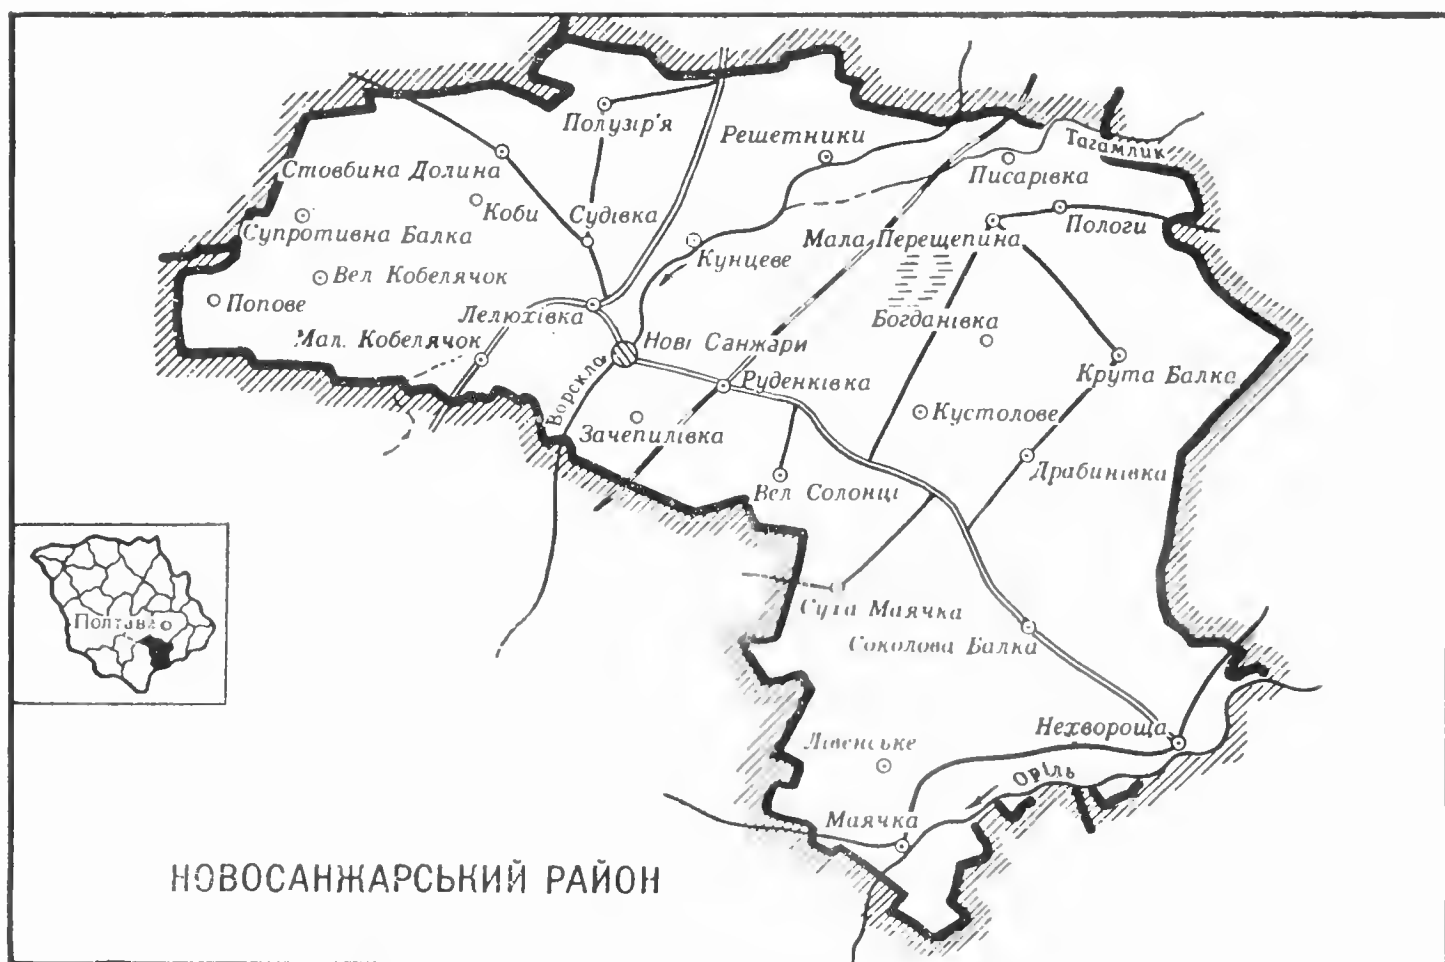 Полузір'я
Решетники
Тагамлик
Стовбина Долина
Писарівка
Коби
Судівка
Пологи
Супротивна Балка
Мала Перещепина
Кунцеве
Вел Кобелячок
Попове
Лелюхівка
Богданівка
Мал. Кобелячок
Нові Санжари
Ворскла
Руденківка
Крута Балка
Кустолове
Зачепилівка
Драбинівка
Вел Солонці
Полтава
Суха Маячка
Соколова Балка
Нехвороща
Лівенське
Оріль
Маячка
НОВОСАНЖАРСЬКИЙ РАЙОН